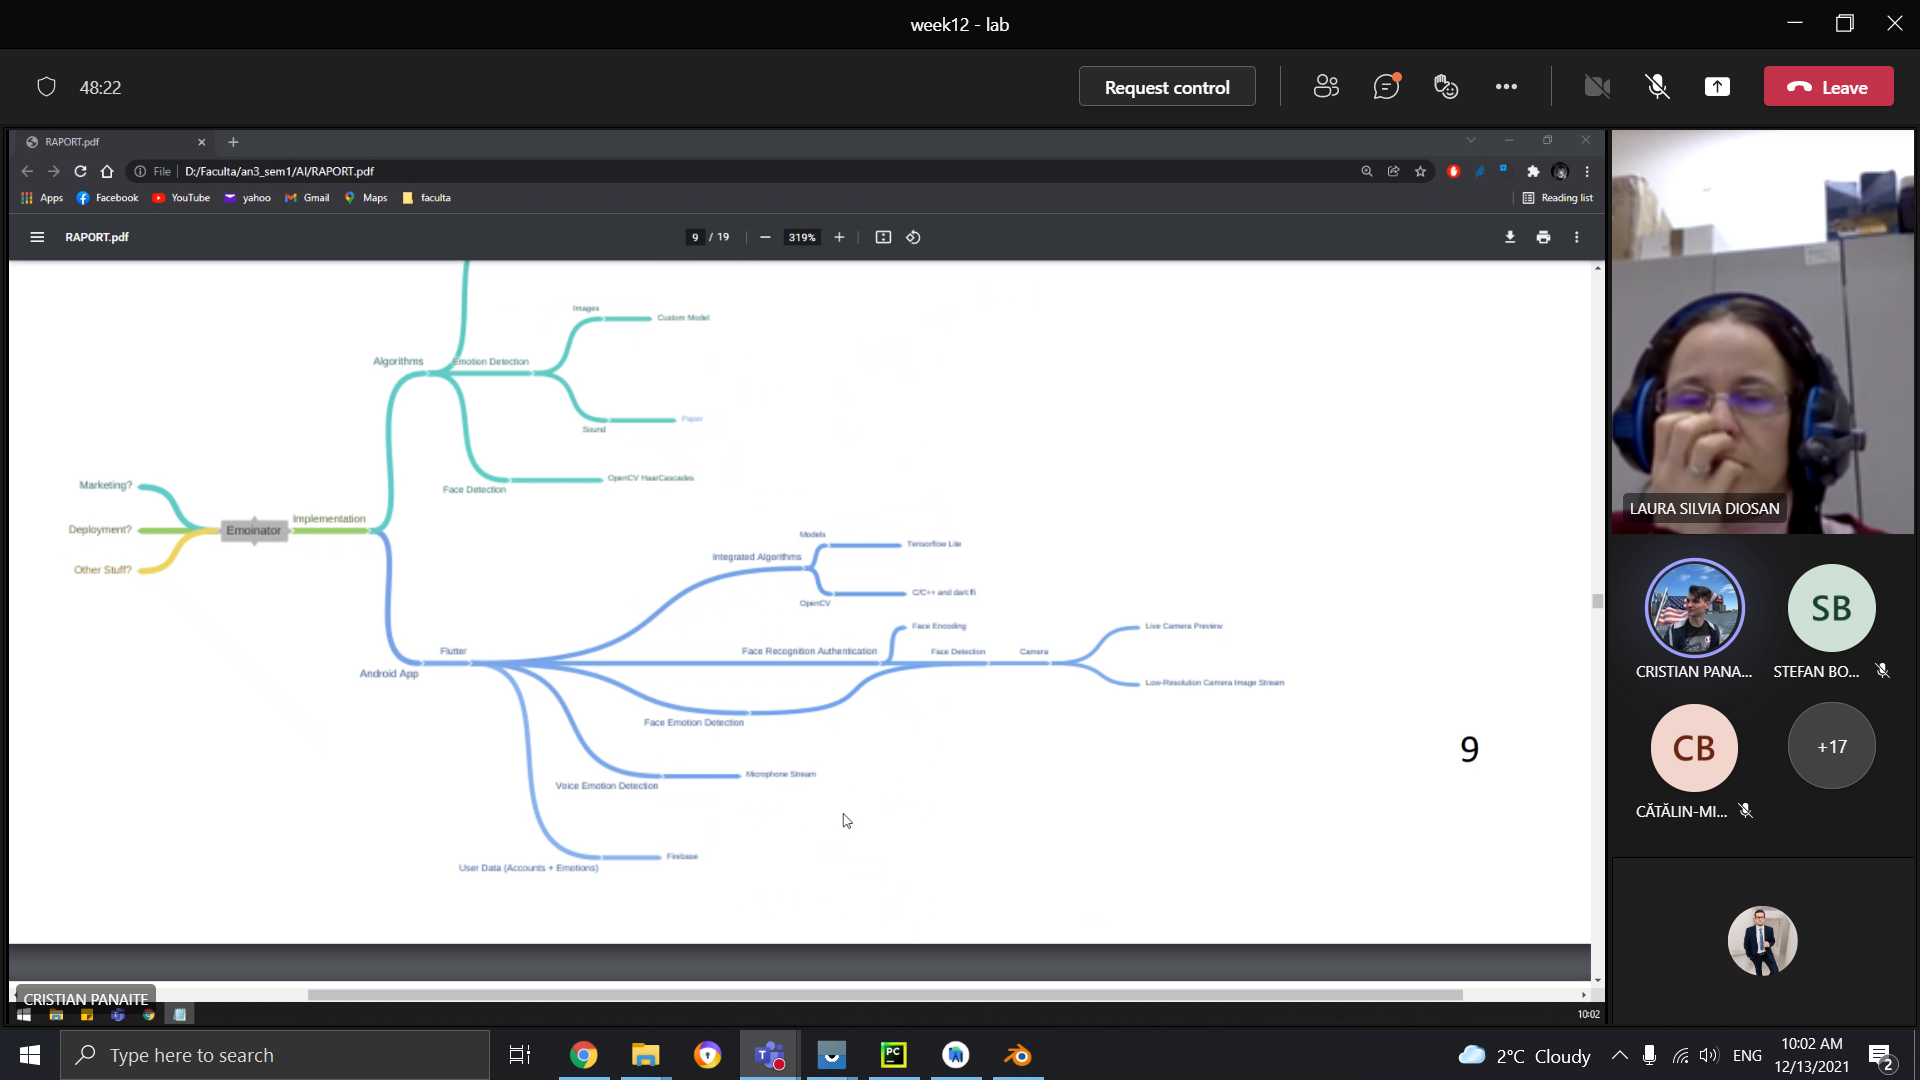 week12 - lab
48:22
Request control
Leave
RAPORT.pdf
File D:/Faculta/an3_sem1/AI/RAPORT.pdf
Apps Facebook YouTube yahoo Gmail Maps faculta
Reading list
RAPORT.pdf
9 / 19
319%
Images
Custom Model
Algorithms
Emotion Detection
Paper
Sound
OpenCV HaarCascades
Face Detection
Marketing?
Deployment?
Emoinator
Implementation
Other Stuff?
Models
Tensorflow Lite
Integrated Algorithms
C/C++ and dart:ffi
OpenCV
Face Encoding
Live Camera Preview
Flutter
Face Recognition Authentication
Face Detection
Camera
Android App
Low-Resolution Camera Image Stream
Face Emotion Detection
9
Microphone Stream
Voice Emotion Detection
Firebase
User Data (Accounts + Emotions)
CRISTIAN PANAITE
10:02
LAURA SILVIA DIOSAN
CRISTIAN PANA...
SB
STEFAN BO...
CB
CĂTĂLIN-MI...
+17
Type here to search
PC
2°C Cloudy
ENG
10:02 AM
12/13/2021
2